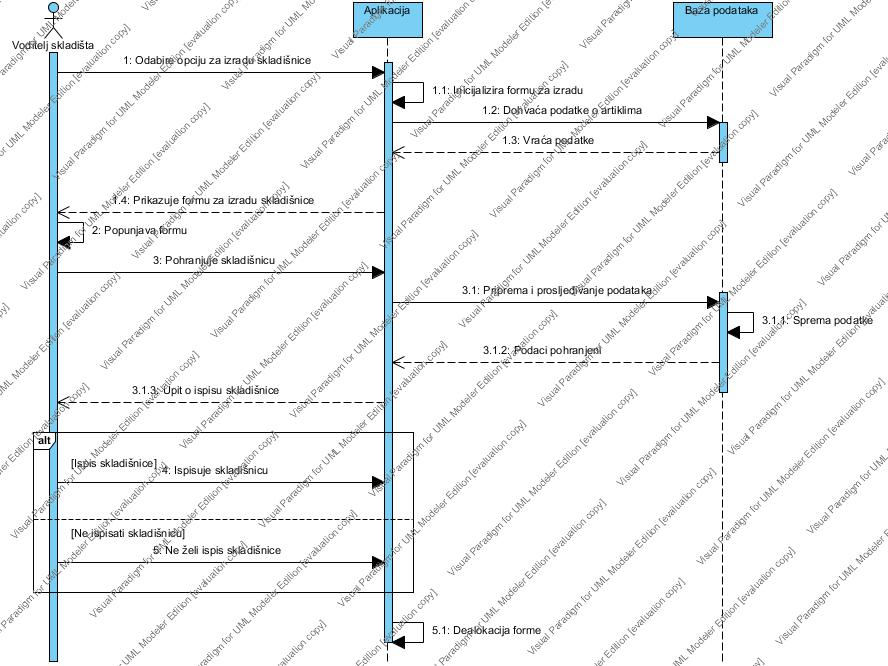 Voditelj skladišta
Aplikacija
Baza podataka
1: Odabire opciju za izradu skladišnice
1.1: Inicijalizira formu za izradu
1.2: Dohvaća podatke o artiklima
1.3: Vraća podatke
1.4: Prikazuje formu za izradu skladišnice
2: Popunjava formu
3: Pohranjuje skladišnicu
3.1: Priprema i prosljeđivanje podataka
3.1.1: Sprema podatke
3.1.2: Podaci pohranjeni
3.1.3: Upit o ispisu skladišnice
alt
[Ispis skladišnice]
4: Ispisuje skladišnicu
[Ne ispisati skladišnicu]
5: Ne želi ispis skladišnice
5.1: Dealokacija forme
Visual Paradigm for UML Modeler Edition [evaluation copy]